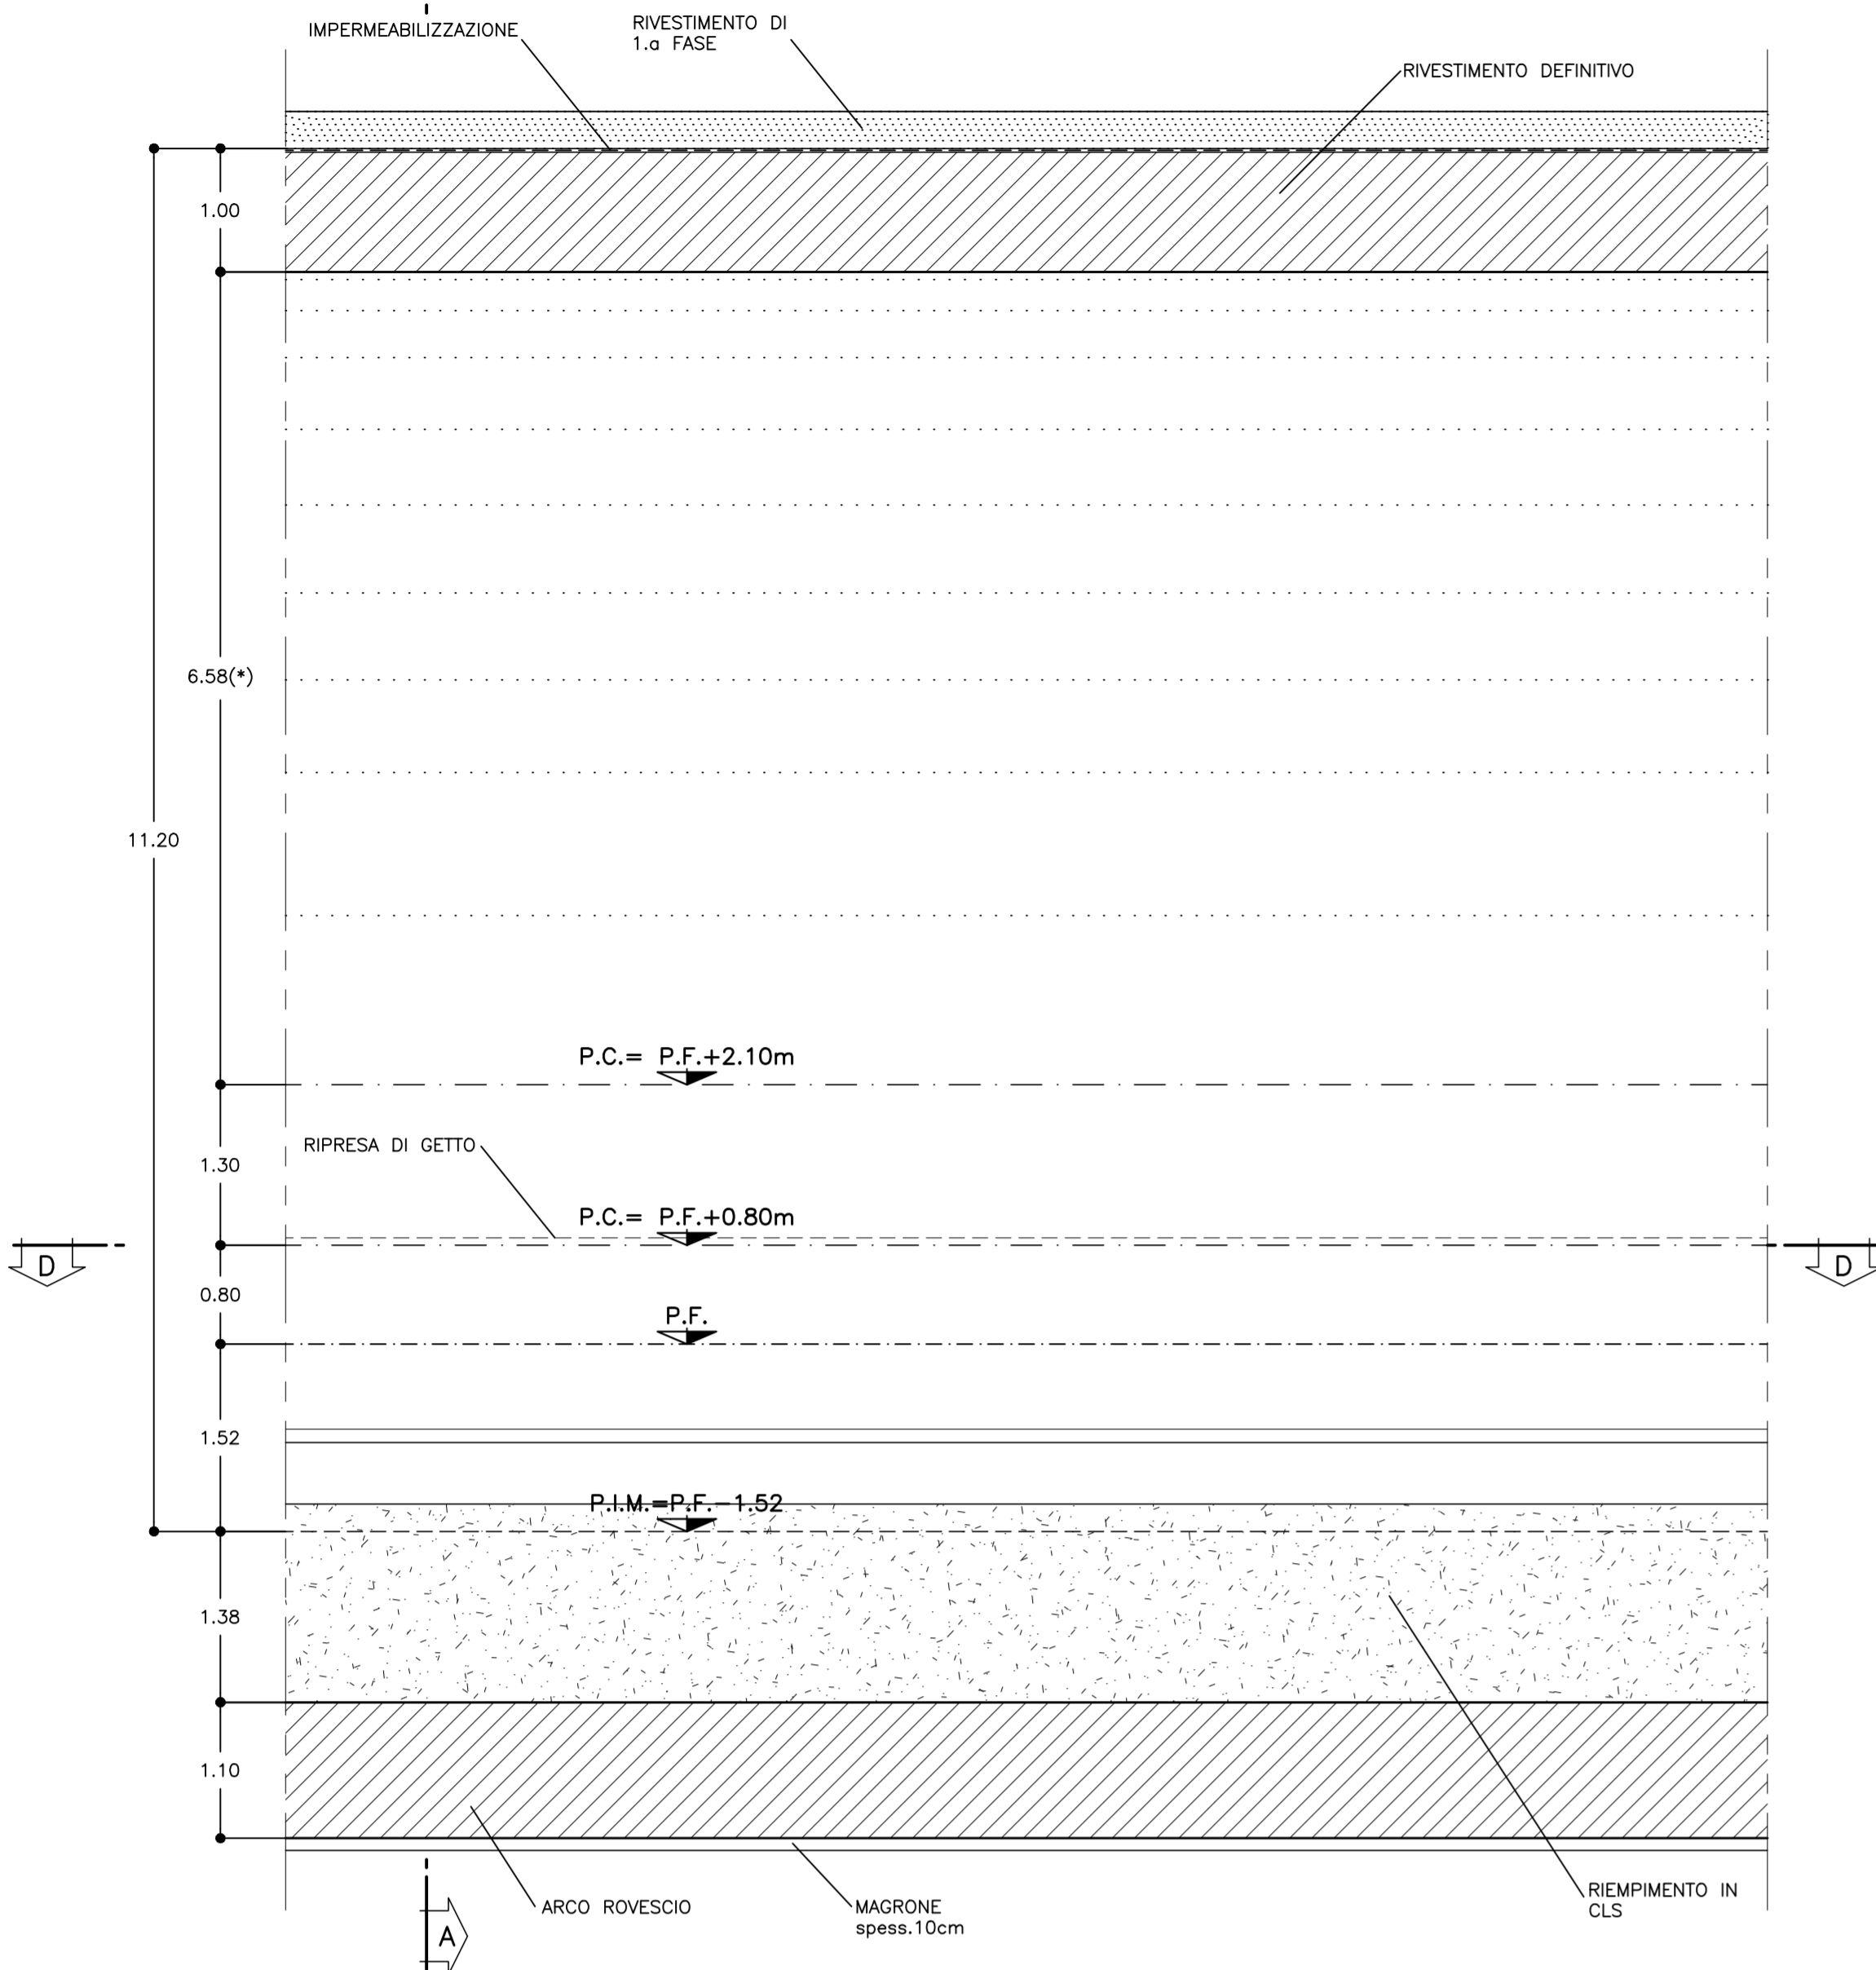 IMPERMEABILIZZAZIONE
RIVESTIMENTO DI
1.a FASE
RIVESTIMENTO DEFINITIVO
1.00
6.58(*)
11.20
P.C.= P.F.+2.10m
RIPRESA DI GETTO
1.30
P.C.= P.F.+0.80m
D
D
0.80
P.F.
1.52
P.I.M.=P.F.-1.52
1.38
1.10
ARCO ROVESCIO
MAGRONE
spess.10cm
RIEMPIMENTO IN
CLS
A